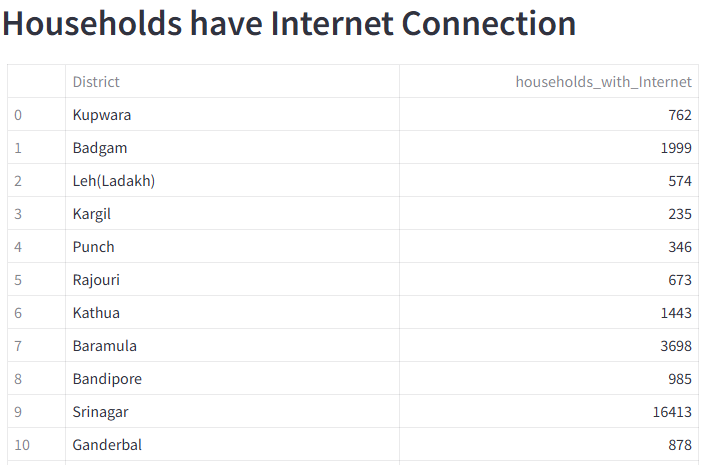 Households have Internet Connection
District households_with_Internet
0 Kupwara 762
1 Badgam 1999
2 Leh(Ladakh) 574
3 Kargil 235
4 Punch 346
5 Rajouri 673
6 Kathua 1443
7 Baramula 3698
8 Bandipore 985
9 Srinagar 16413
10 Ganderbal 878